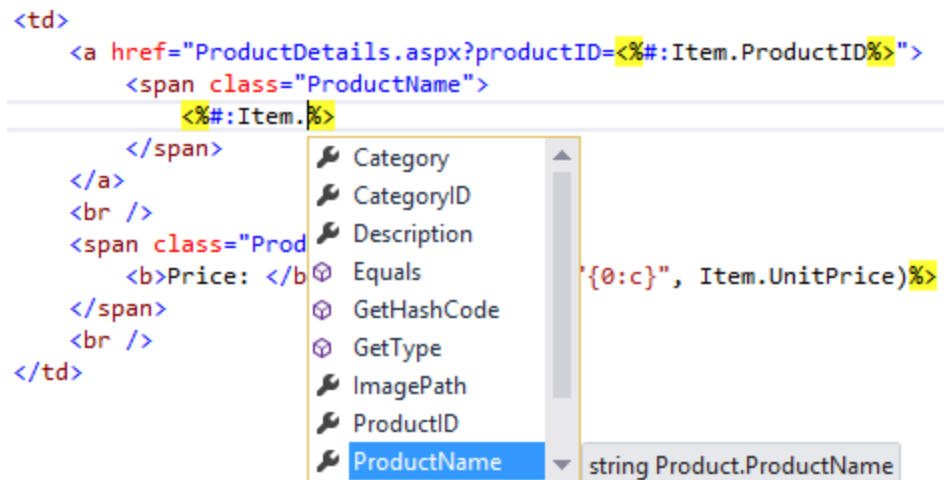 <td>
<a href="ProductDetails.aspx?productID=<%#:Item.ProductID%>">
<span class="ProductName">
<%#:Item.%>
</span>
</a>
<br />
<span class="Prod
<b>Price: </b
"{0:c}", Item.UnitPrice)%>
</span>
<br />
</td>
Category
CategoryID
Description
Equals
GetHashCode
GetType
ImagePath
ProductID
ProductName
string Product.ProductName